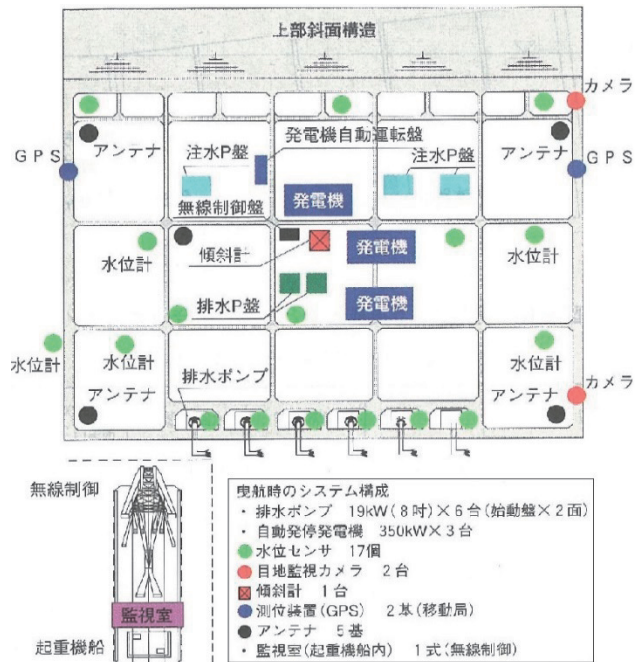 上部斜面構造
カメラ
GPS
アンテナ
注水P盤
発電機自動運転盤
注水P盤
アンテナ
GPS
無線制御盤
発電機
水位計
傾斜計
発電機
水位計
排水P盤
発電機
水位計
水位計
アンテナ
排水ポンプ
水位計
アンテナ
カメラ
無線制御
監視室
起重機船
曳航時のシステム構成
・ 排水ポンプ 19kW(8吋)×6台(始動盤×2面)
・ 自動発停発電機 350kW×3台
水位センサ 17個
目地監視カメラ 2台
傾斜計 1台
測位装置(GPS) 2基(移動局)
アンテナ 5基
・ 監視室(起重機船内) 1式(無線制御)